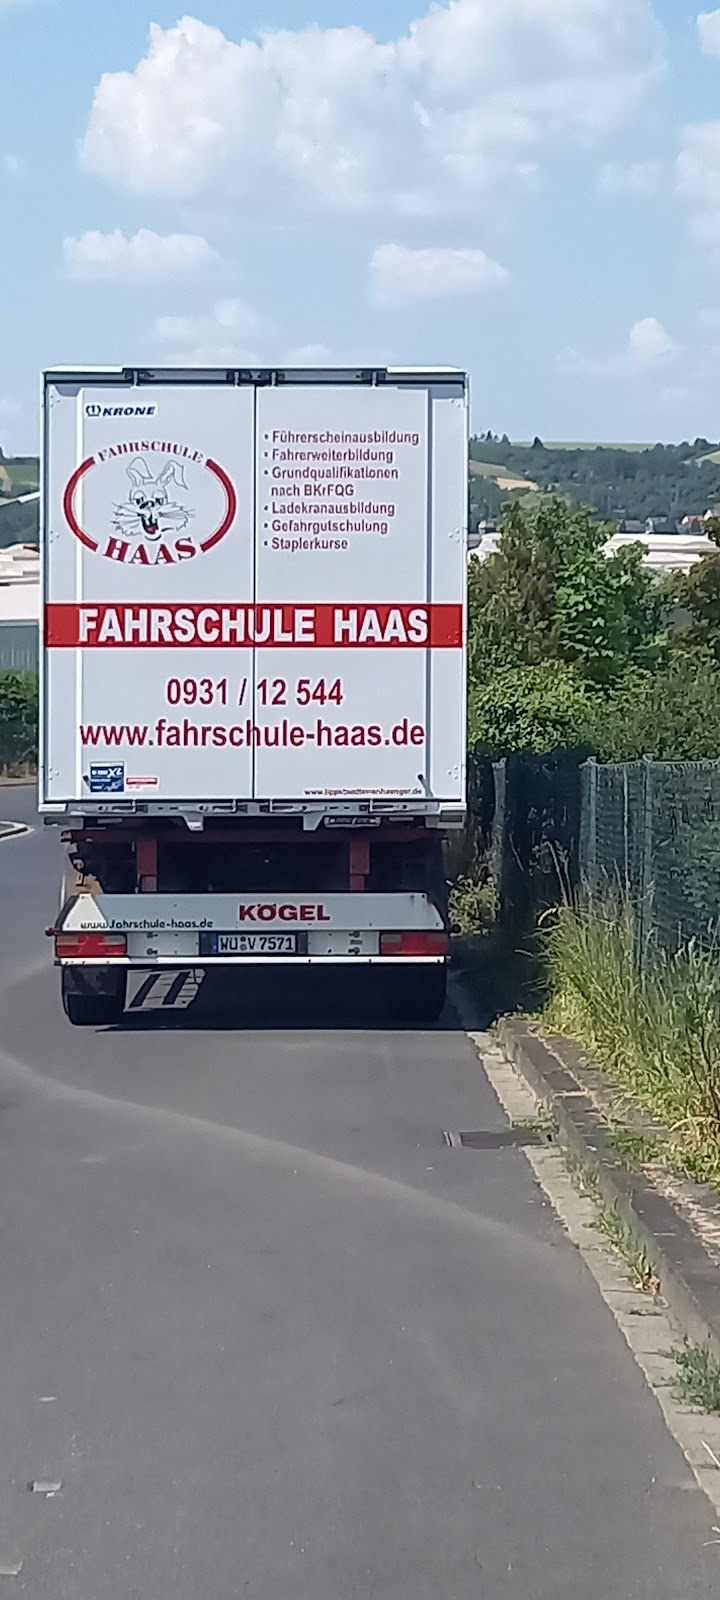 KRONE
FAHRSCHULE
HAAS
• Führerscheinausbildung
• Fahrerweiterbildung
• Grundqualifikationen
nach BKrFQG
• Ladekranausbildung
• Gefahrgutschulung
• Staplerkurse
FAHRSCHULE HAAS
0931 / 12 544
www.fahrschule-haas.de
XL
KÖGEL
www.fahrschule-haas.de
WÜ V 7571